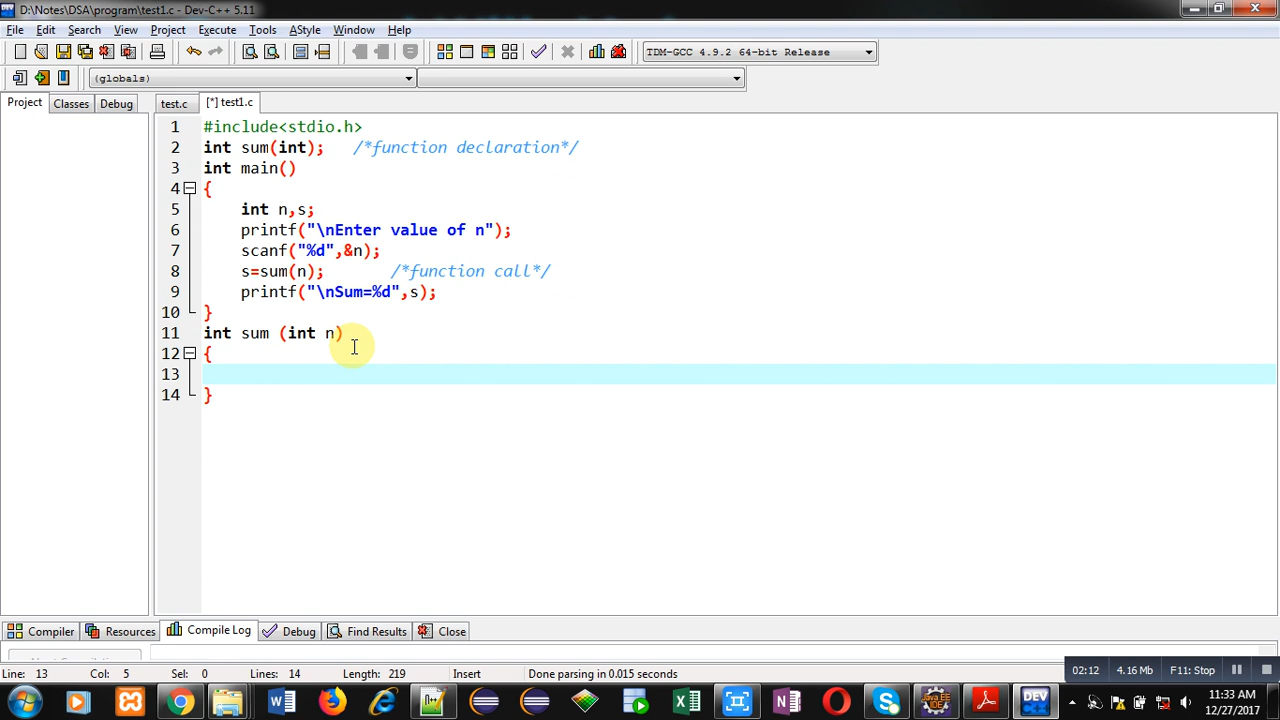 D:\Notes\DSA\program\test1.c - Dev-C++ 5.11
File Edit Search View Project Execute Tools AStyle Window Help
TDM-GCC 4.9.2 64-bit Release
(globals)
Project Classes Debug test.c [*] test1.c
1 #include<stdio.h>
2 int sum(int); /*function declaration*/
3 int main()
4 {
5 int n,s;
6 printf("\nEnter value of n");
7 scanf("%d",&n);
8 s=sum(n); /*function call*/
9 printf("\nSum=%d",s);
10 }
11 int sum (int n)
12 {
13
14 }
Compiler Resources Compile Log Debug Find Results Close
Line: 13 Col: 5 Sel: 0 Lines: 14 Length: 219 Insert Done parsing in 0.015 seconds
02:12 4.16 Mb F11: Stop
DEV
11:33 AM
12/27/2017